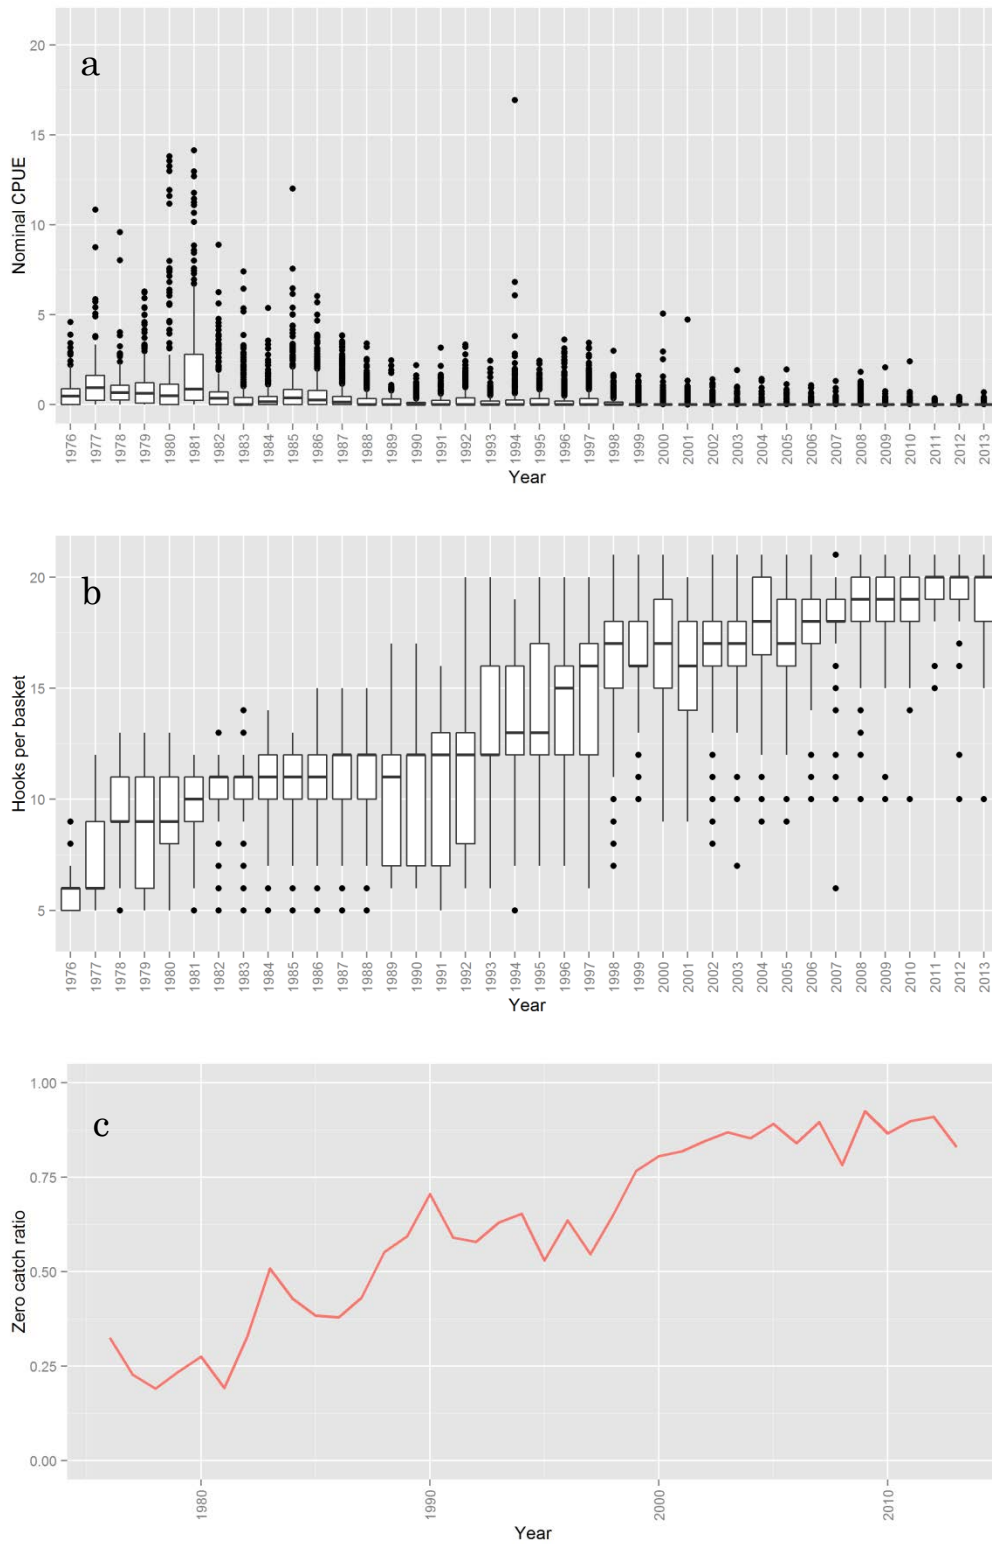 a
20
15
10
5
0
Nominal CPUE
1976 1977 1978 1979 1980 1981 1982 1983 1984 1985 1986 1987 1988 1989 1990 1991 1992 1993 1994 1995 1996 1997 1998 1999 2000 2001 2002 2003 2004 2005 2006 2007 2008 2009 2010 2011 2012 2013
Year
b
20
15
10
5
Hooks per basket
1976 1977 1978 1979 1980 1981 1982 1983 1984 1985 1986 1987 1988 1989 1990 1991 1992 1993 1994 1995 1996 1997 1998 1999 2000 2001 2002 2003 2004 2005 2006 2007 2008 2009 2010 2011 2012 2013
Year
c
1.00
0.75
0.50
0.25
0.00
Zero catch ratio
1980 1990 2000 2010
Year